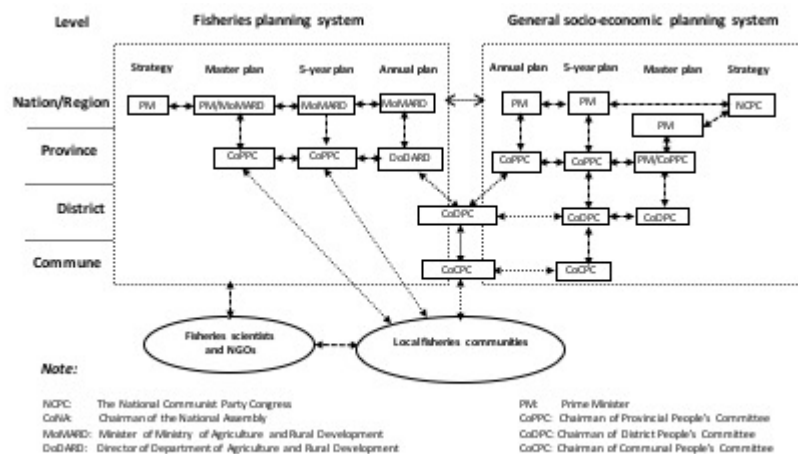 Level Fisheries planning system General socio-economic planning system
Strategy Master plan 5-year plan Annual plan Annual plan 5-year plan Master plan Strategy
Nation/Region PM PM/MoMARD MoMARD MoMARD PM PM NCPC
PM
Province CoPPC CoPPC DoDARD CoPPC CoPPC PM/CoPPC
District CoDPC CoDPC CoDPC
Commune CoCPC CoCPC
Fisheries scientists
and NGOs
Local fisheries communities
Note:
NCPC: The National Communist Party Congress
CoNA: Chairman of the National Assembly
MoMARD: Minister of Ministry of Agriculture and Rural Development
DoDARD: Director of Department of Agriculture and Rural Development
PM: Prime Minister
CoPPC: Chairman of Provincial People's Committee
CoDPC: Chairman of District People's Committee
CoCPC: Chairman of Communal People's Committee